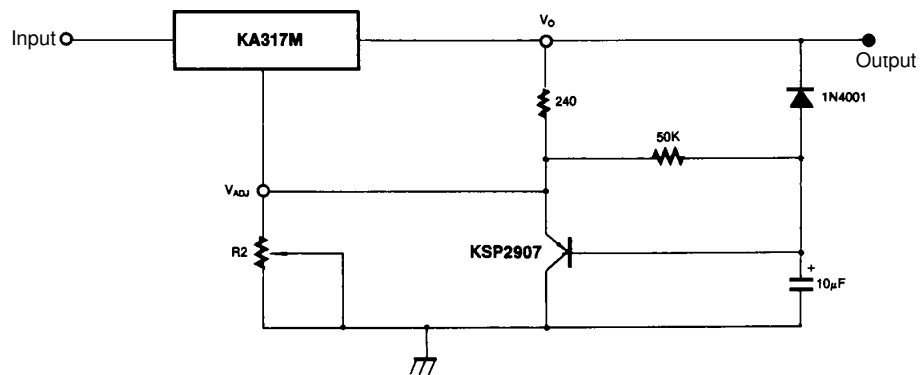 Input
KA317M
Vo
Output
240
1N4001
50K
VADJ
R2
KSP2907
+
10μF